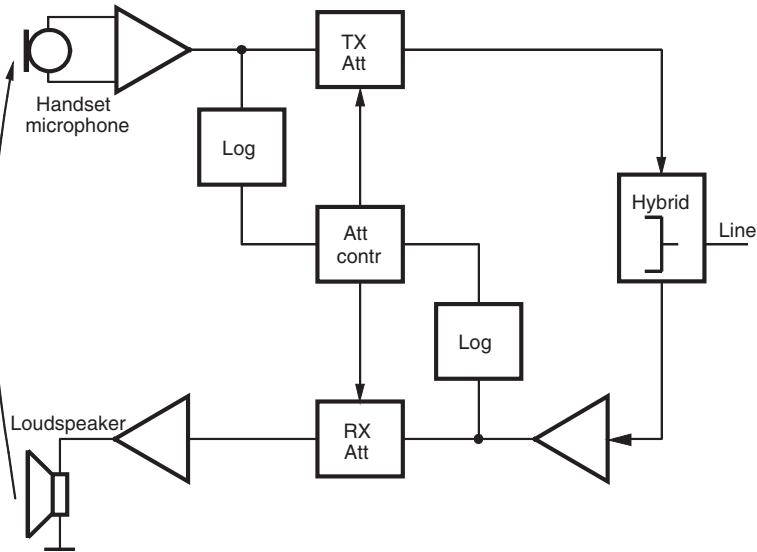 TX
Att
Handset
microphone
Log
Hybrid
Att
contr
Line
Log
Loudspeaker
RX
Att